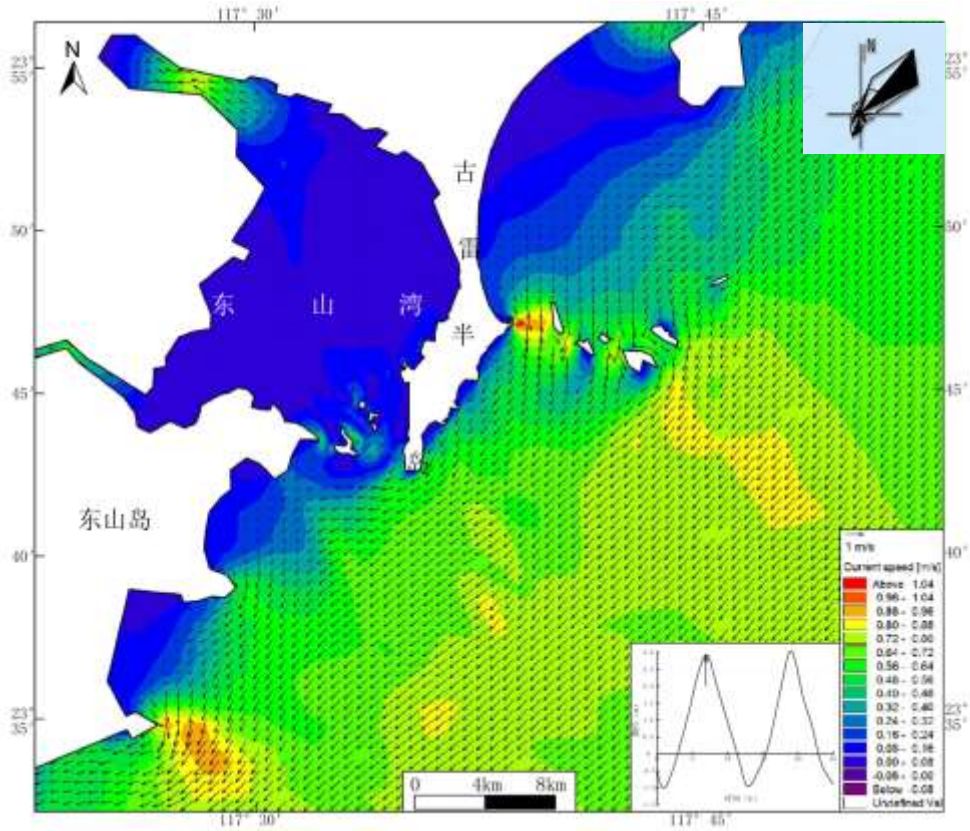 117° 30′
117° 45′
N
N
23°
55′
23°
55′
古
雷
半
50′
50′
东 山 湾
45′
45′
东山岛
40′
40′
1 m/s
Current speed [m/s]
Above 1.04
0.96 - 1.04
0.88 - 0.96
0.80 - 0.88
0.72 - 0.80
0.64 - 0.72
0.56 - 0.64
0.48 - 0.56
0.40 - 0.48
0.32 - 0.40
0.24 - 0.32
0.16 - 0.24
0.08 - 0.16
0.00 - 0.08
-0.08 - 0.00
Below -0.08
Undefined Val
23°
35′
23°
35′
0 4km 8km
117° 30′
117° 45′